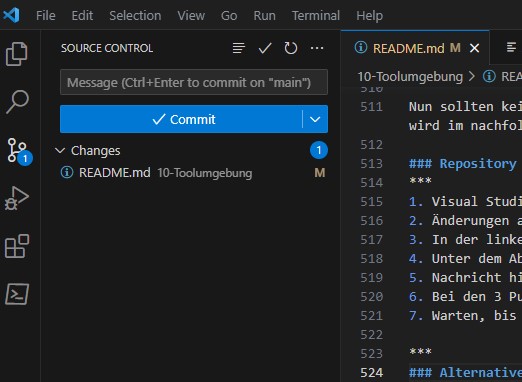 File Edit Selection View Go Run Terminal Help
SOURCE CONTROL
README.md M
Message (Ctrl+Enter to commit on "main")
10-Toolumgebung > REA
Commit
Changes 1
README.md 10-Toolumgebung M
1
510
511 Nun sollten kei
wird im nachfol
512
513 ### Repository
514 ***
515 1. Visual Studi
516 2. Änderungen a
517 3. In der linke
518 4. Unter dem Ab
519 5. Nachricht hi
520 6. Bei den 3 Pu
521 7. Warten, bis
522
523 ***
524 ### Alternative